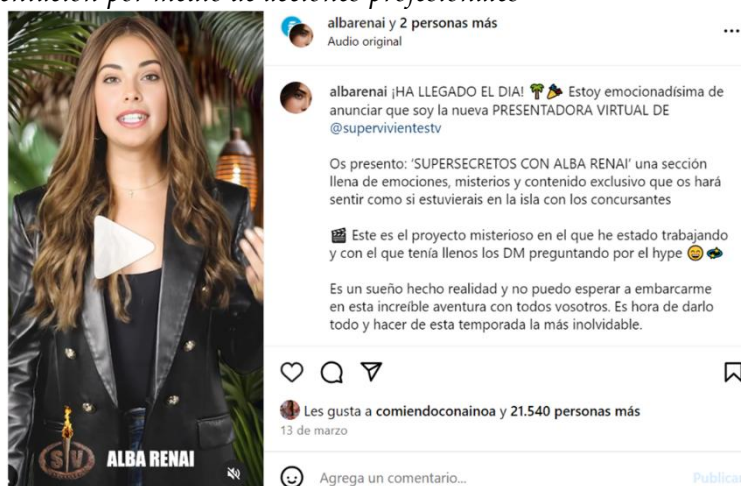 por medio de acciones profesionales
albarenai y 2 personas más
Audio original
albarenai ¡HA LLEGADO EL DIA! 🌴🎉 Estoy emocionadísima de
anunciar que soy la nueva PRESENTADORA VIRTUAL DE
@supervivientestv
Os presento: ‘SUPERSECRETOS CON ALBA RENAI’ una sección
llena de emociones, misterios y contenido exclusivo que os hará
sentir como si estuvierais en la isla con los concursantes
🎬 Este es el proyecto misterioso en el que he estado trabajando
y con el que tenía llenos los DM preguntando por el hype 😄🪭
Es un sueño hecho realidad y no puedo esperar a embarcarme
en esta increíble aventura con todos vosotros. Es hora de darlo
todo y hacer de esta temporada la más inolvidable.
Les gusta a comiendoconainoa y 21.540 personas más
13 de marzo
SV
ALBA RENAI
Agrega un comentario...
Publicar